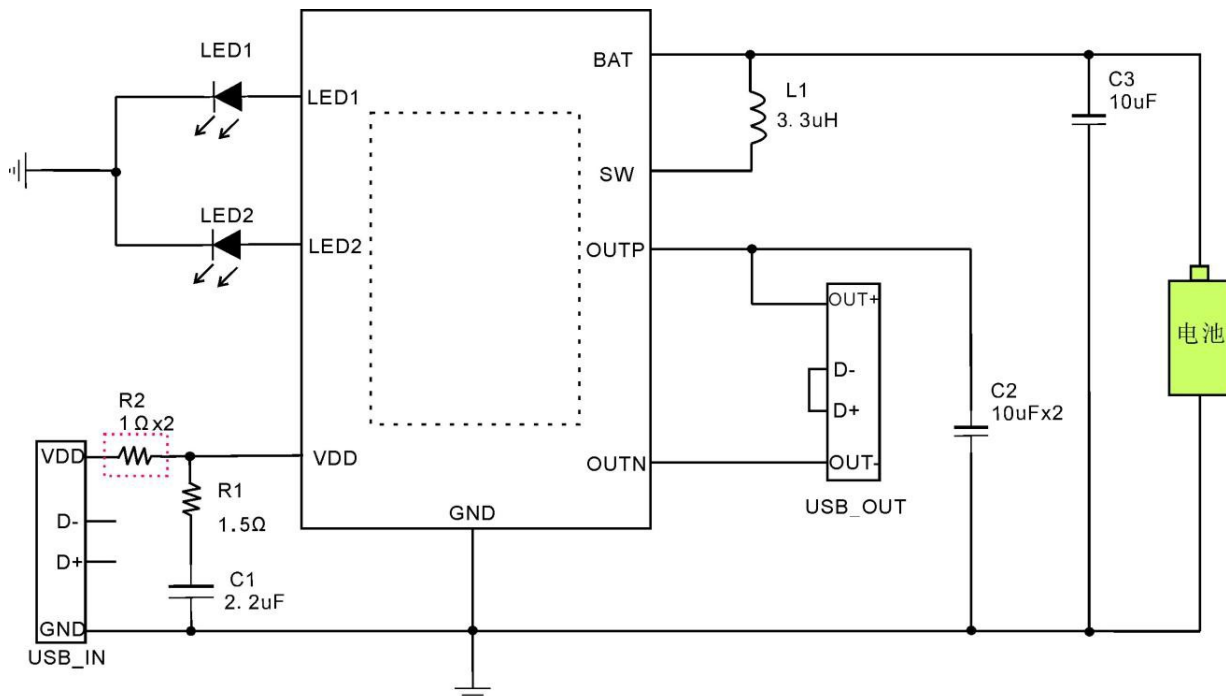 LED1
LED1
LED2
LED2
BAT
L1
3. 3uH
SW
C3
10uF
OUTP
OUT+
D-
D+
OUT-
OUTN
USB_OUT
C2
10uFx2
电池
R2
1Ωx2
VDD
VDD
R1
1.5Ω
D-
D+
C1
2. 2uF
GND
GND
USB_IN